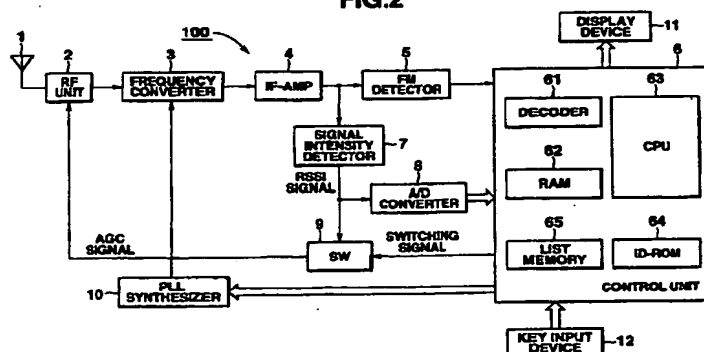 FIG.2
DISPLAY
DEVICE
11
1
100
2
3
4
5
6
RF
UNIT
FREQUENCY
CONVERTER
IF-AMP
FM
DETECTOR
61
63
DECODER
CPU
SIGNAL
INTENSITY
DETECTOR
7
62
RAM
RSSI
SIGNAL
8
A/D
CONVERTER
9
65
64
AGC
SIGNAL
SW
SWITCHING
SIGNAL
LIST
MEMORY
ID-ROM
10
PLL
SYNTHESIZER
CONTROL UNIT
KEY INPUT
DEVICE
12